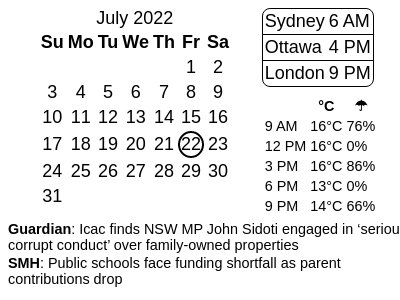 July 2022
Su Mo Tu We Th Fr Sa
1 2
3 4 5 6 7 8 9
10 11 12 13 14 15 16
17 18 19 20 21 22 23
24 25 26 27 28 29 30
31
Sydney 6 AM
Ottawa 4 PM
London 9 PM
°C ☂
9 AM 16°C 76%
12 PM 16°C 0%
3 PM 16°C 86%
6 PM 13°C 0%
9 PM 14°C 66%
Guardian: Icac finds NSW MP John Sidoti engaged in ‘seriou
corrupt conduct’ over family-owned properties
SMH: Public schools face funding shortfall as parent
contributions drop